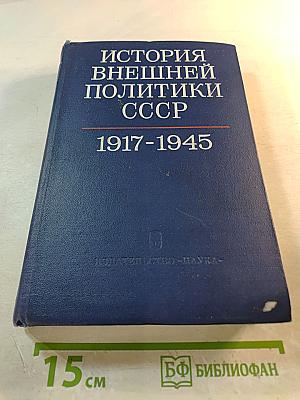 ИСТОРИЯ
ВНЕШНЕЙ
ПОЛИТИКИ
СССР
1917-1945
ИЗДАТЕЛЬСТВО «НАУКА»
15 см
БФ БИБЛИОФАН